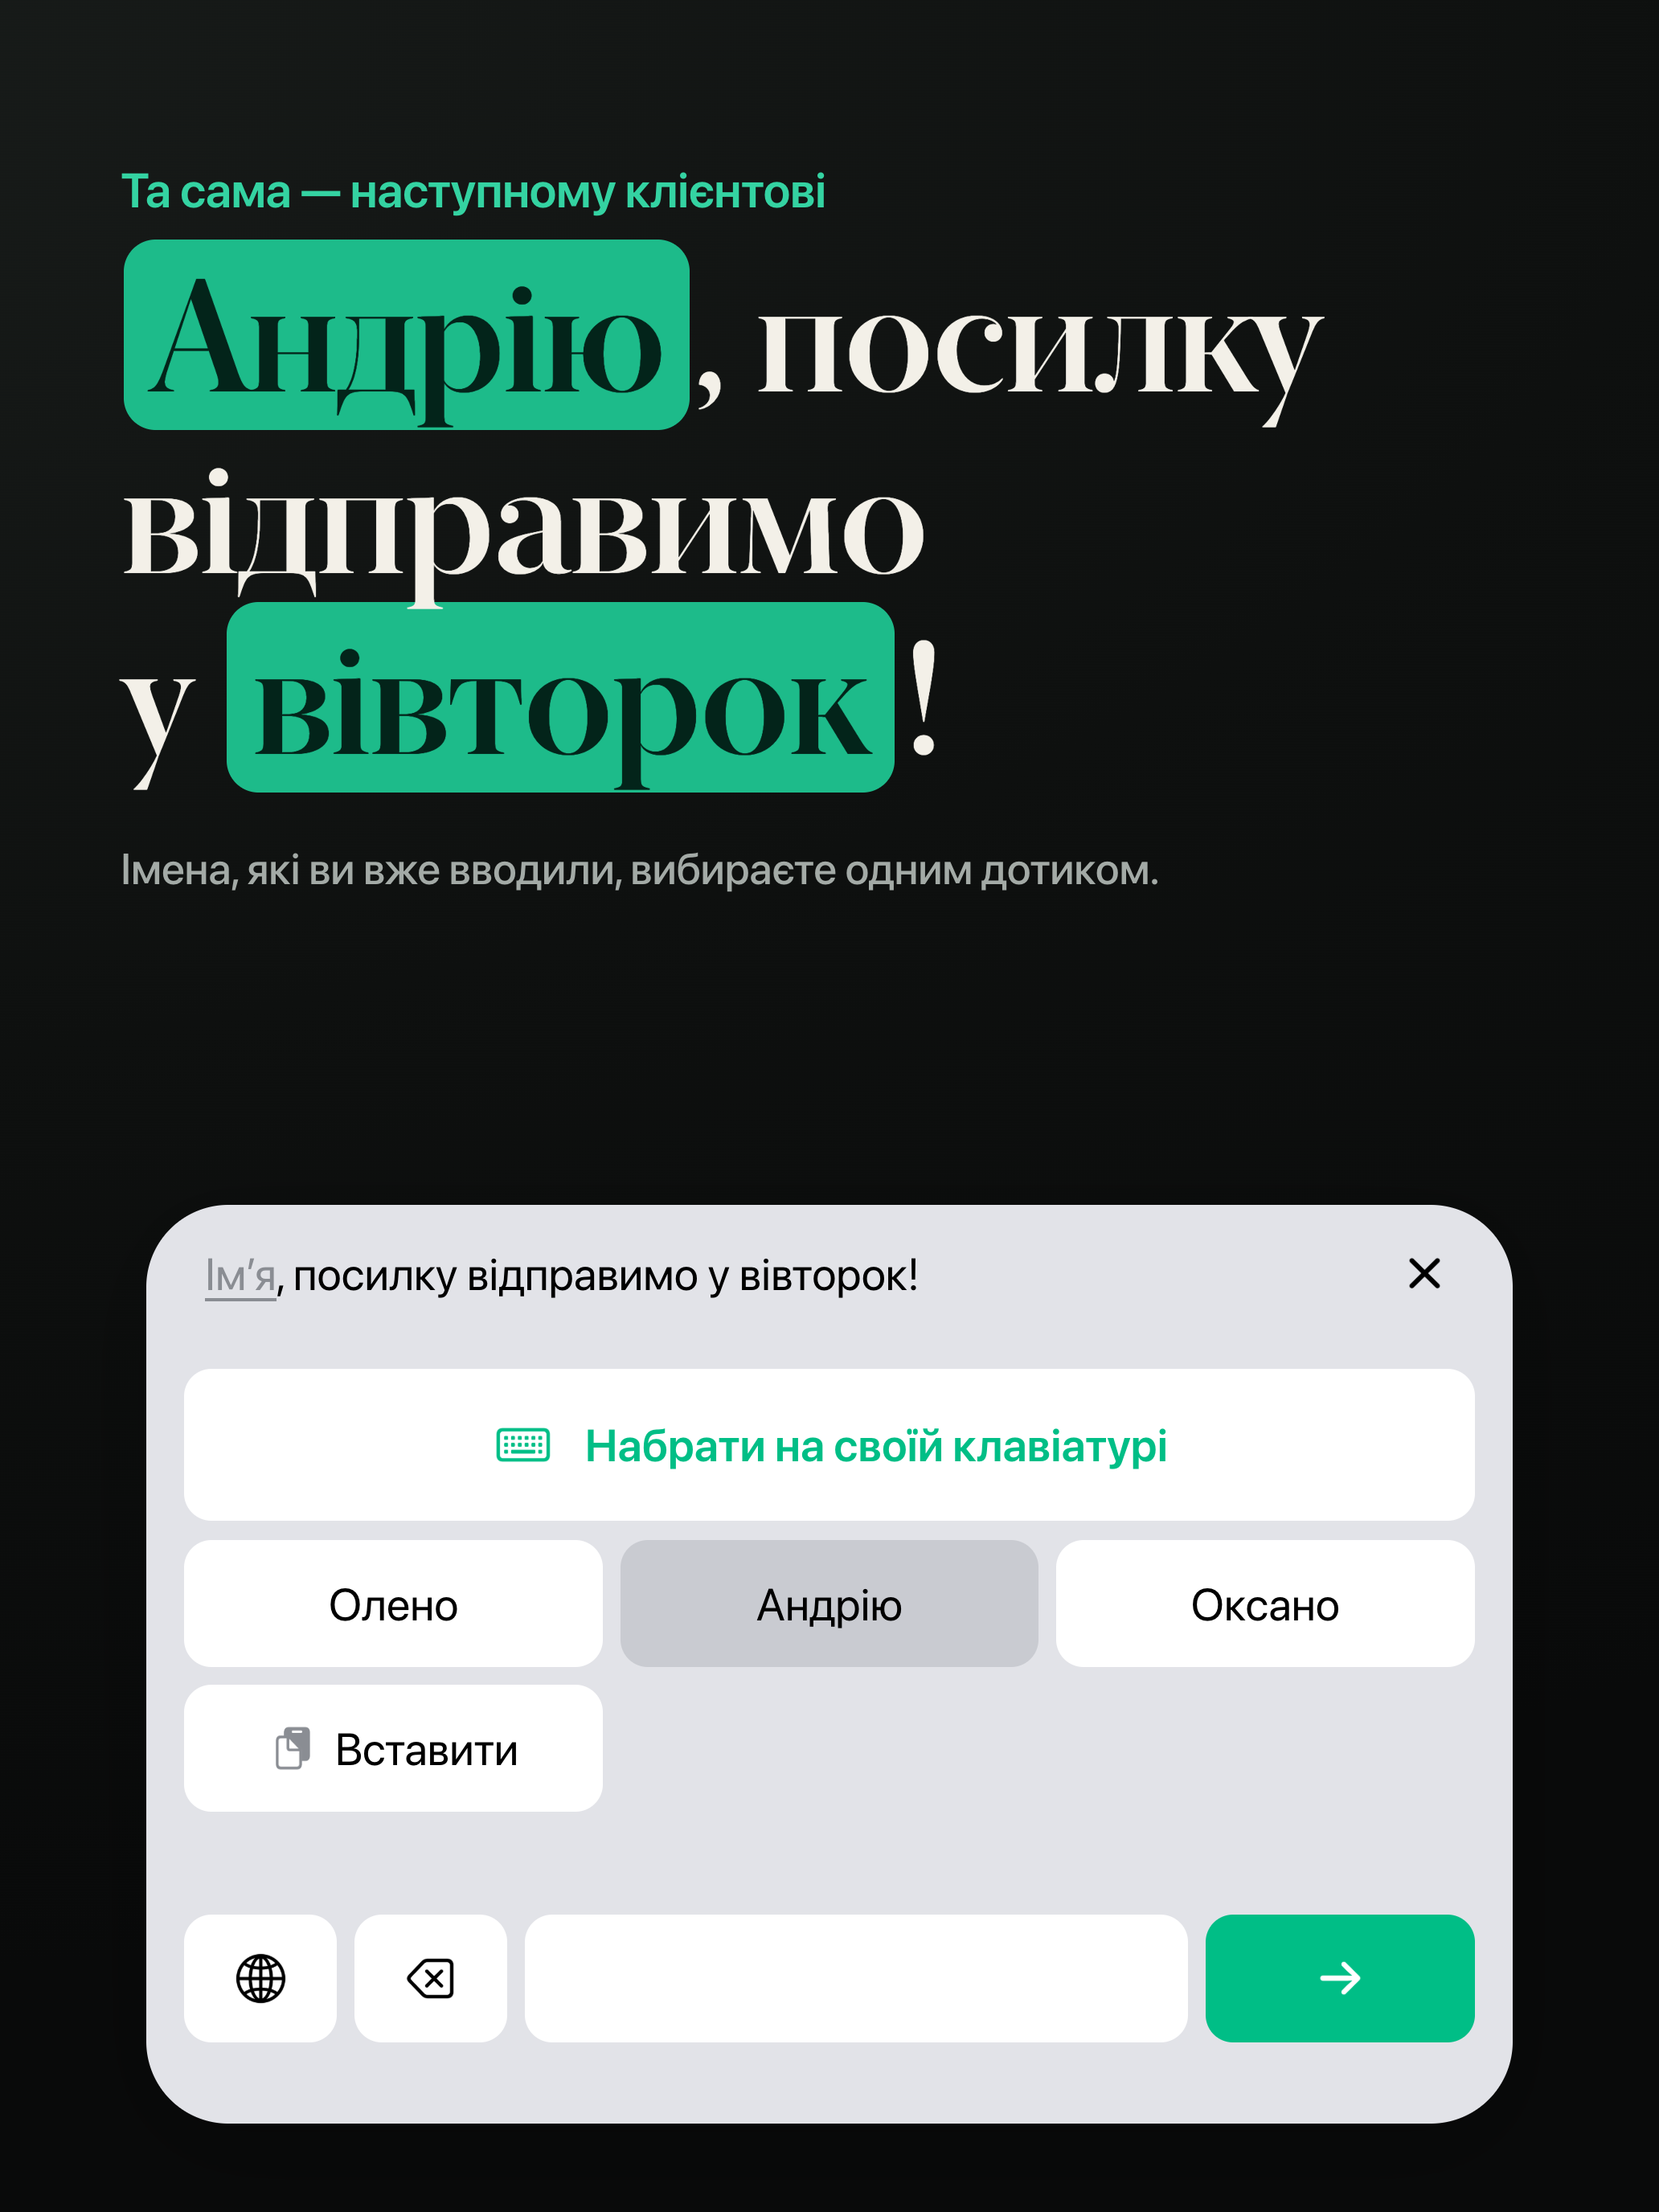 Та сама — наступному клієнтові
Андрію, посилку
відправимо
у вівторок!
Імена, які ви вже вводили, вибираєте одним дотиком.
Ім’я, посилку відправимо у вівторок!
Набрати на своїй клавіатурі
Олено
Андрію
Оксано
Вставити